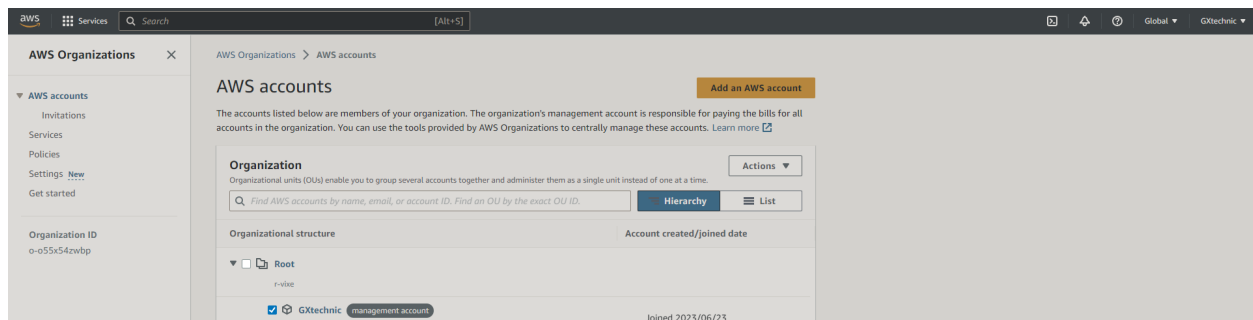 aws Services Search [Alt+S] Global GXtechnic
AWS Organizations
AWS accounts
Invitations
Services
Policies
Settings New
Get started
Organization ID
o-o55x54zwbp
AWS Organizations > AWS accounts
AWS accounts
Add an AWS account
The accounts listed below are members of your organization. The organization's management account is responsible for paying the bills for all
accounts in the organization. You can use the tools provided by AWS Organizations to centrally manage these accounts. Learn more
Organization
Actions
Organizational units (OUs) enable you to group several accounts together and administer them as a single unit instead of one at a time.
Find AWS accounts by name, email, or account ID. Find an OU by the exact OU ID.
Hierarchy List
Organizational structure Account created/joined date
Root
r-vixe
GXtechnic management account
Joined 2023/06/23